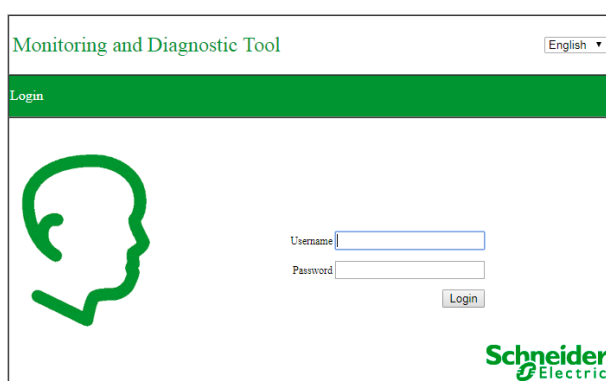 Monitoring and Diagnostic Tool
English
Login
Username
Password
Login
Schneider
Electric